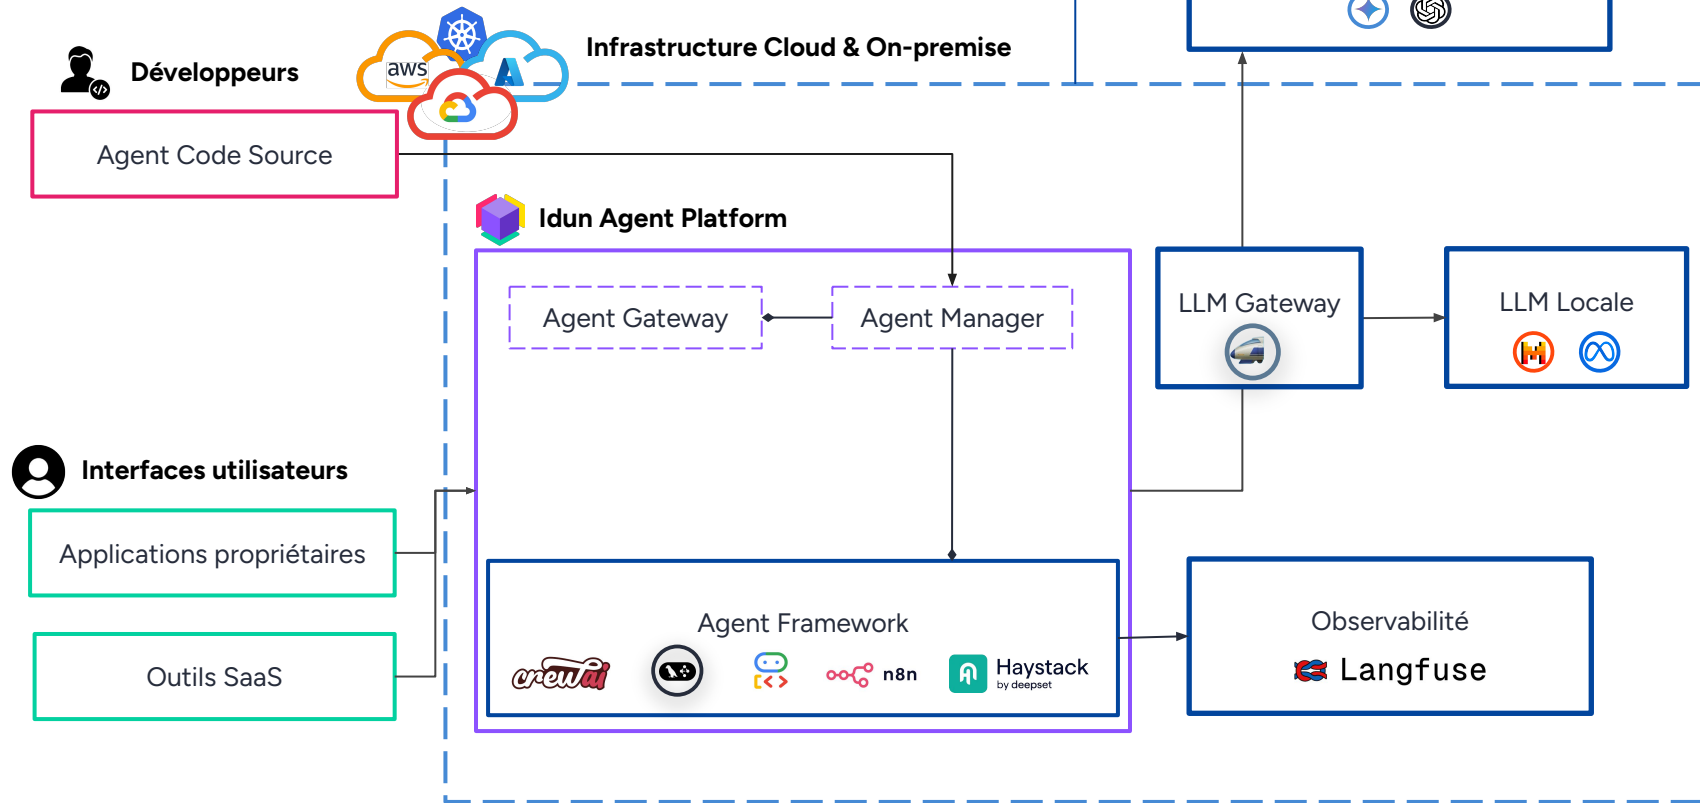 Infrastructure Cloud & On-premise
Développeurs
aws
Agent Code Source
Idun Agent Platform
Agent Gateway
Agent Manager
LLM Gateway
LLM Locale
Interfaces utilisateurs
Applications propriétaires
Outils SaaS
Agent Framework
crewai
n8n
Haystack
by deepset
Observabilité
Langfuse